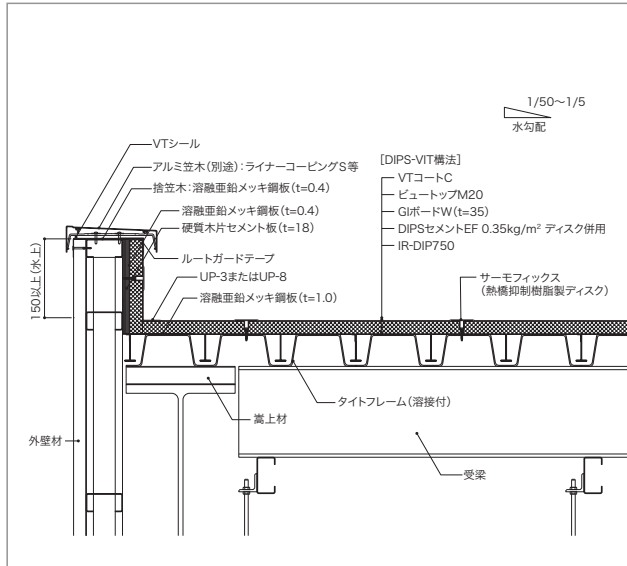 1/50～1/5
水勾配
VTシール
アルミ笠木（別途）：ライナーコーピングS等
捨笠木：溶融亜鉛メッキ鋼板（t=0.4）
溶融亜鉛メッキ鋼板（t=0.4）
硬質木片セメント板（t=18）
ルートガードテープ
UP-3またはUP-8
溶融亜鉛メッキ鋼板（t=1.0）
［DIPS-VIT構法］
VTコートC
ビュートップM20
GIボードW（t=35）
DIPSセメントEF 0.35kg/m² ディスク併用
IR-DIP750
サーモフィックス
（熱橋抑制樹脂製ディスク）
150以上（水上）
タイトフレーム（溶接付）
嵩上材
外壁材
受梁